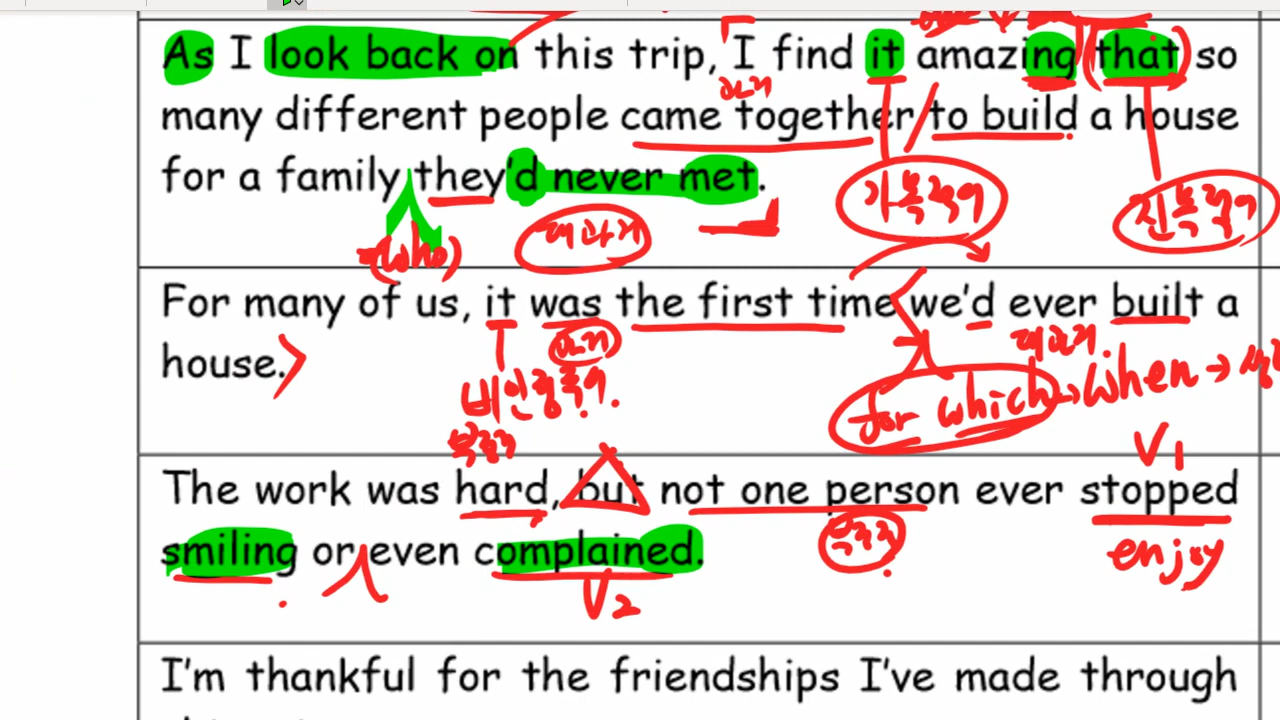 As I look back on this trip, I find it amazing (that) so
과거
many different people came together to build a house
for a family they'd never met.
(who) 대과거 가목적어 진목적어
For many of us, it was the first time we'd ever built a
과거 대과거
house.
비인칭주어. for which → when →
The work was hard, but not one person ever stopped
V1
smiling or even complained.
enjoy
V2
I'm thankful for the friendships I've made through